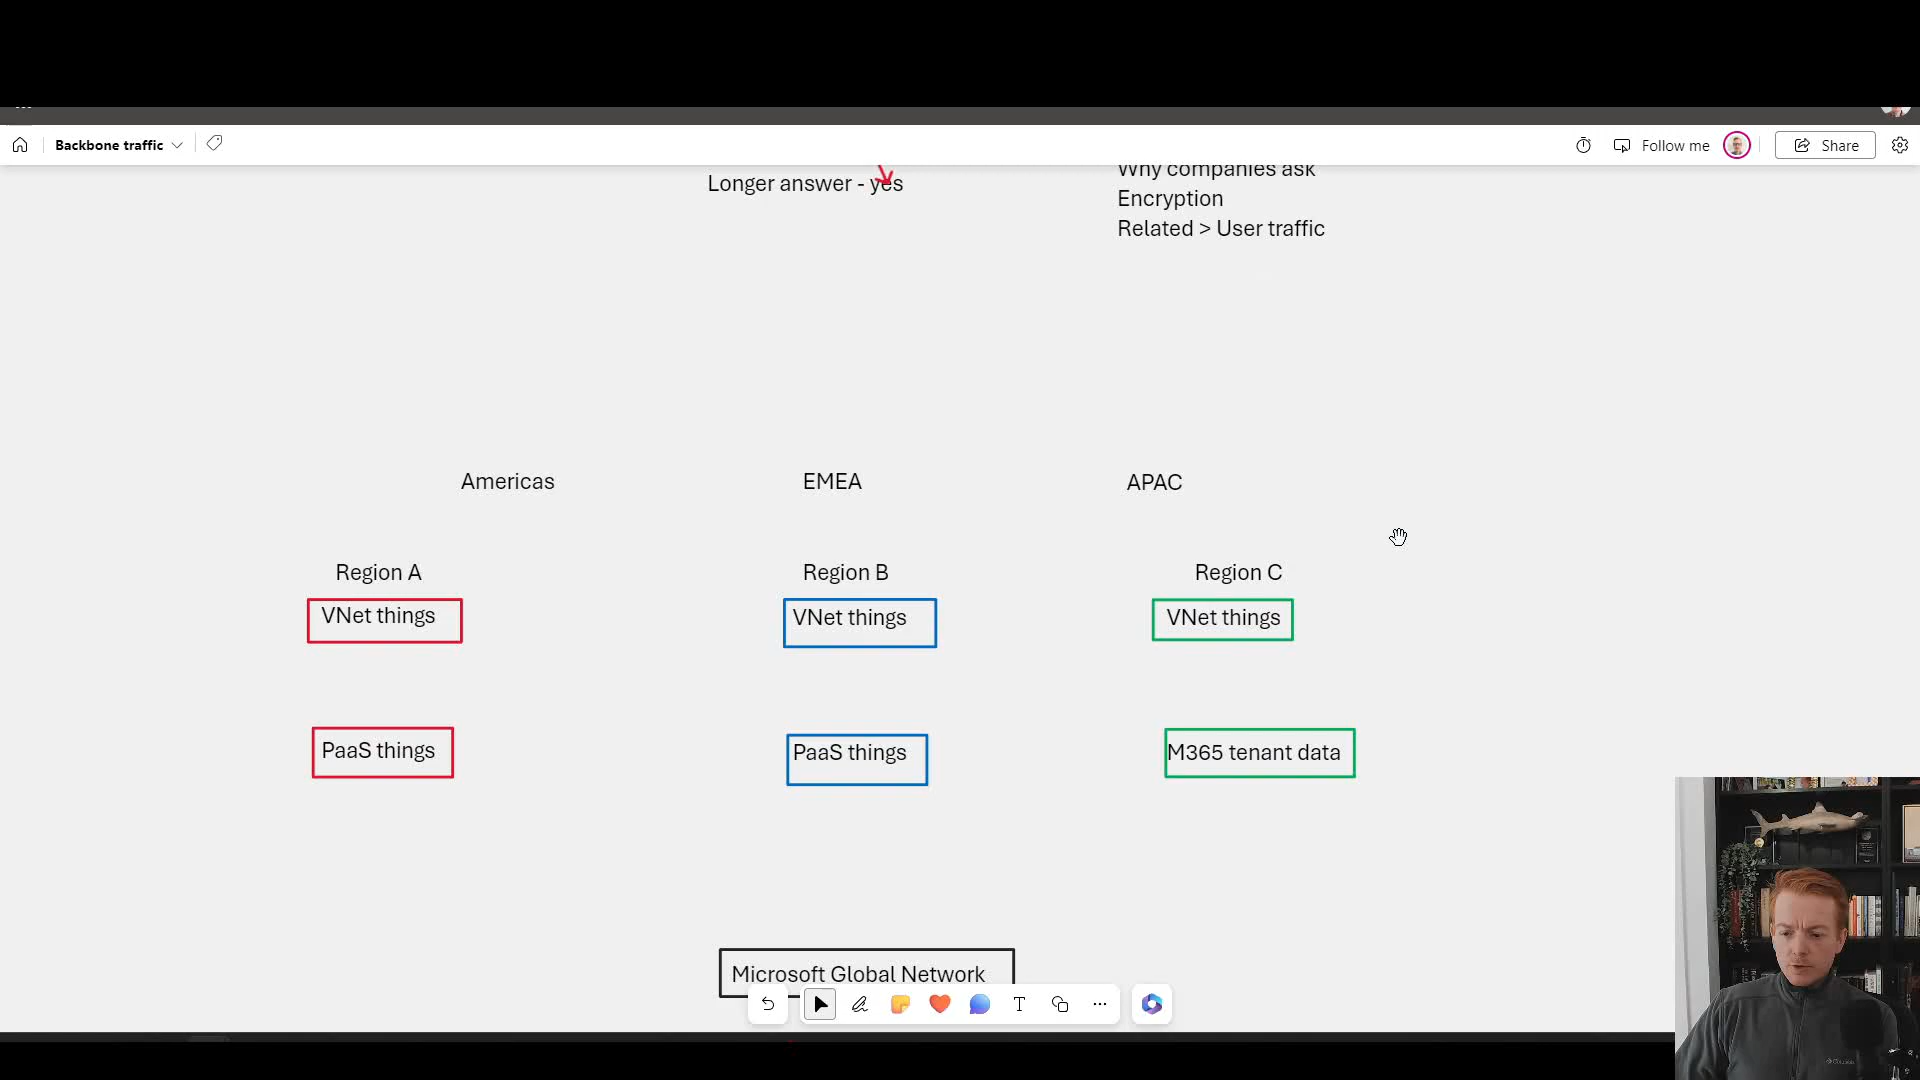 Backbone traffic
Follow me
Share
Longer answer - yes
Why companies ask
Encryption
Related > User traffic
Americas
EMEA
APAC
Region A
Region B
Region C
VNet things
VNet things
VNet things
PaaS things
PaaS things
M365 tenant data
Microsoft Global Network
T